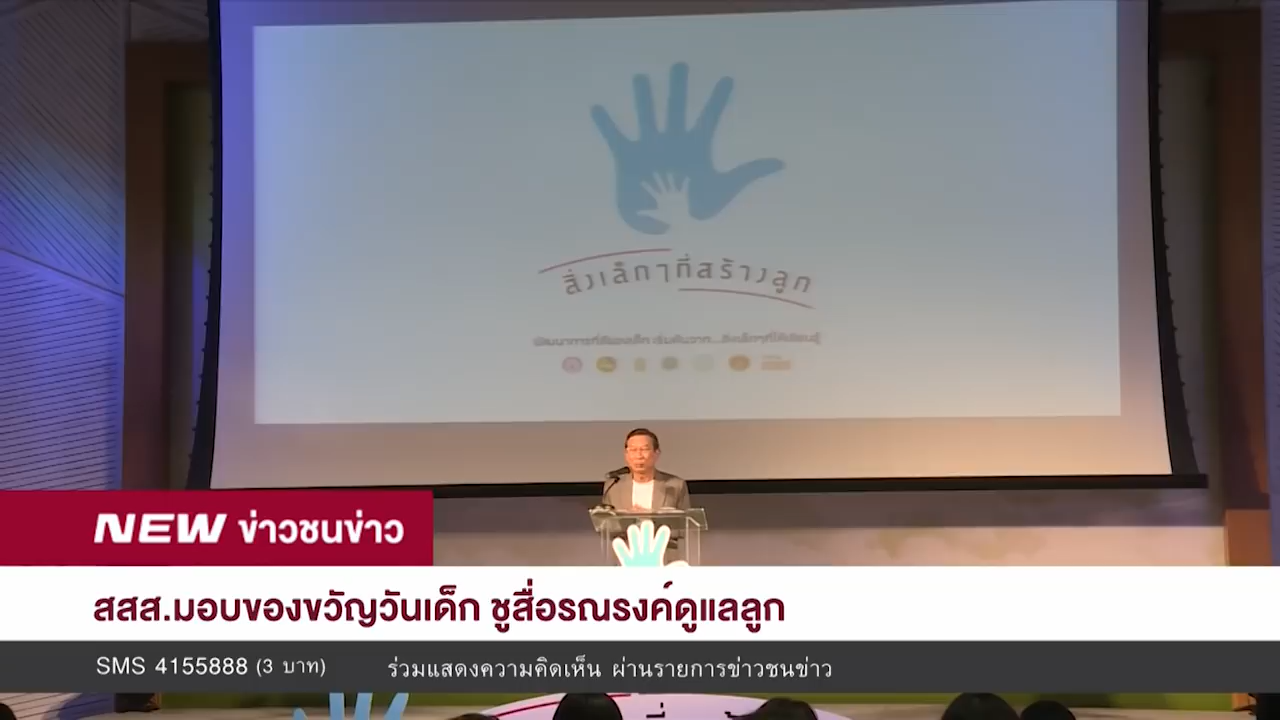 สิ่งเล็กๆที่สร้างลูก
NEW ข่าวชนข่าว
สสส.มอบของขวัญวันเด็ก ชูสื่อรณรงค์ดูแลลูก
SMS 4155888 (3 บาท) ร่วมแสดงความคิดเห็น ผ่านรายการข่าวชนข่าว